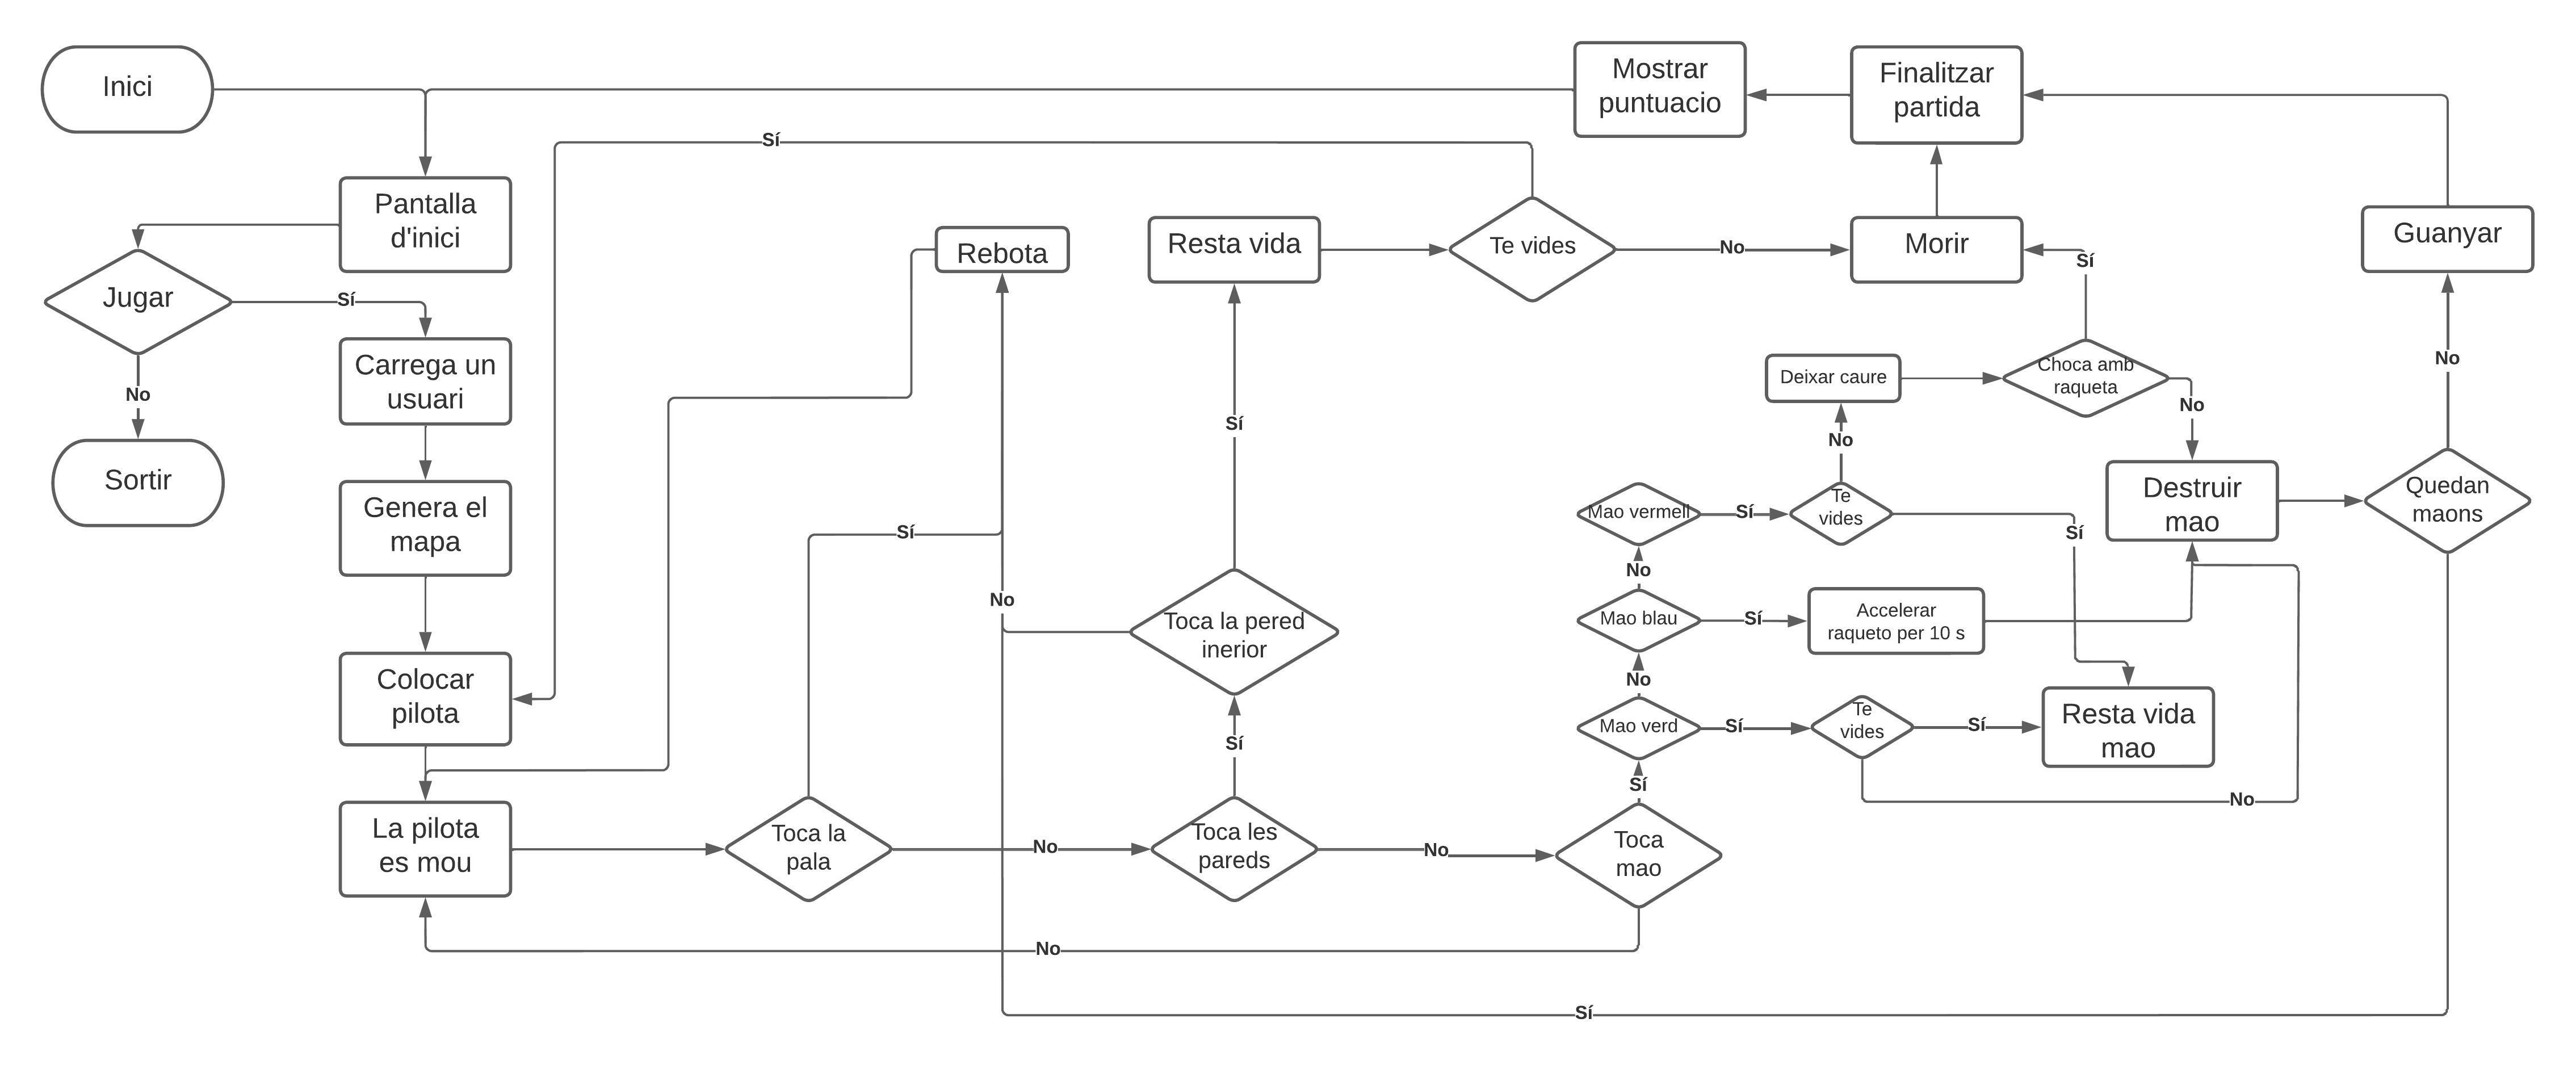 Inici
Mostrar
puntuacio
Finalitzar
partida
Sí
Pantalla
d'inici
Rebota
Resta vida
Te vides
No
Morir
Guanyar
Sí
Jugar
Sí
No
Carrega un
usuari
Deixar caure
Choca amb
raqueta
No
No
Sí
No
Sortir
Genera el
mapa
Sí
Mao vermell
Sí
Te
vides
Sí
Destruir
mao
Quedan
maons
No
No
Toca la pered
inerior
Mao blau
Sí
Accelerar
raqueto per 10 s
No
Colocar
pilota
Sí
Mao verd
Sí
Te
vides
Sí
Resta vida
mao
Sí
No
La pilota
es mou
Toca la
pala
No
Toca les
pareds
No
Toca
mao
No
Sí